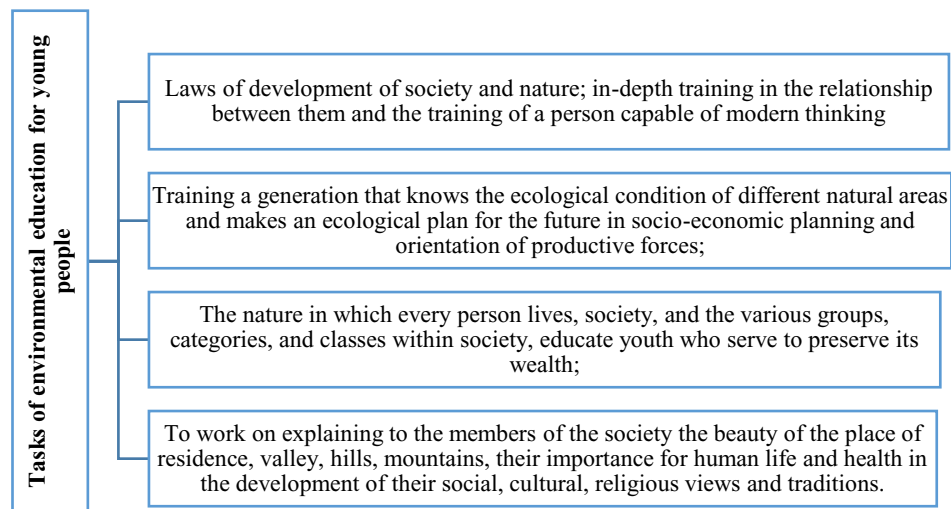 Tasks of environmental education for young
people
Laws of development of society and nature; in-depth training in the relationship
between them and the training of a person capable of modern thinking
Training a generation that knows the ecological condition of different natural areas
and makes an ecological plan for the future in socio-economic planning and
orientation of productive forces;
The nature in which every person lives, society, and the various groups,
categories, and classes within society, educate youth who serve to preserve its
wealth;
To work on explaining to the members of the society the beauty of the place of
residence, valley, hills, mountains, their importance for human life and health in
the development of their social, cultural, religious views and traditions.